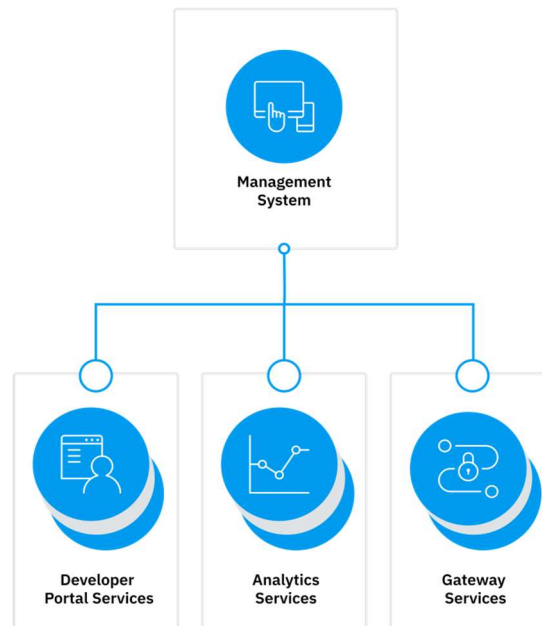 Management
System
Developer
Portal Services
Analytics
Services
Gateway
Services